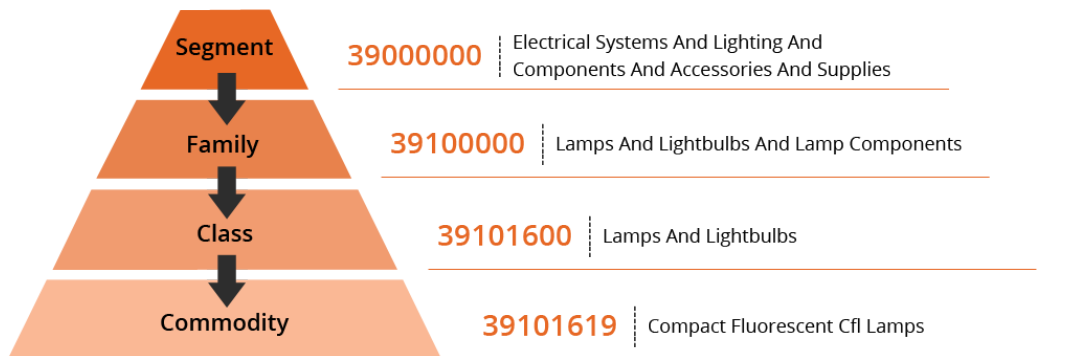 Segment
39000000
Electrical Systems And Lighting And
Components And Accessories And Supplies
Family
39100000
Lamps And Lightbulbs And Lamp Components
Class
39101600
Lamps And Lightbulbs
Commodity
39101619
Compact Fluorescent Cfl Lamps